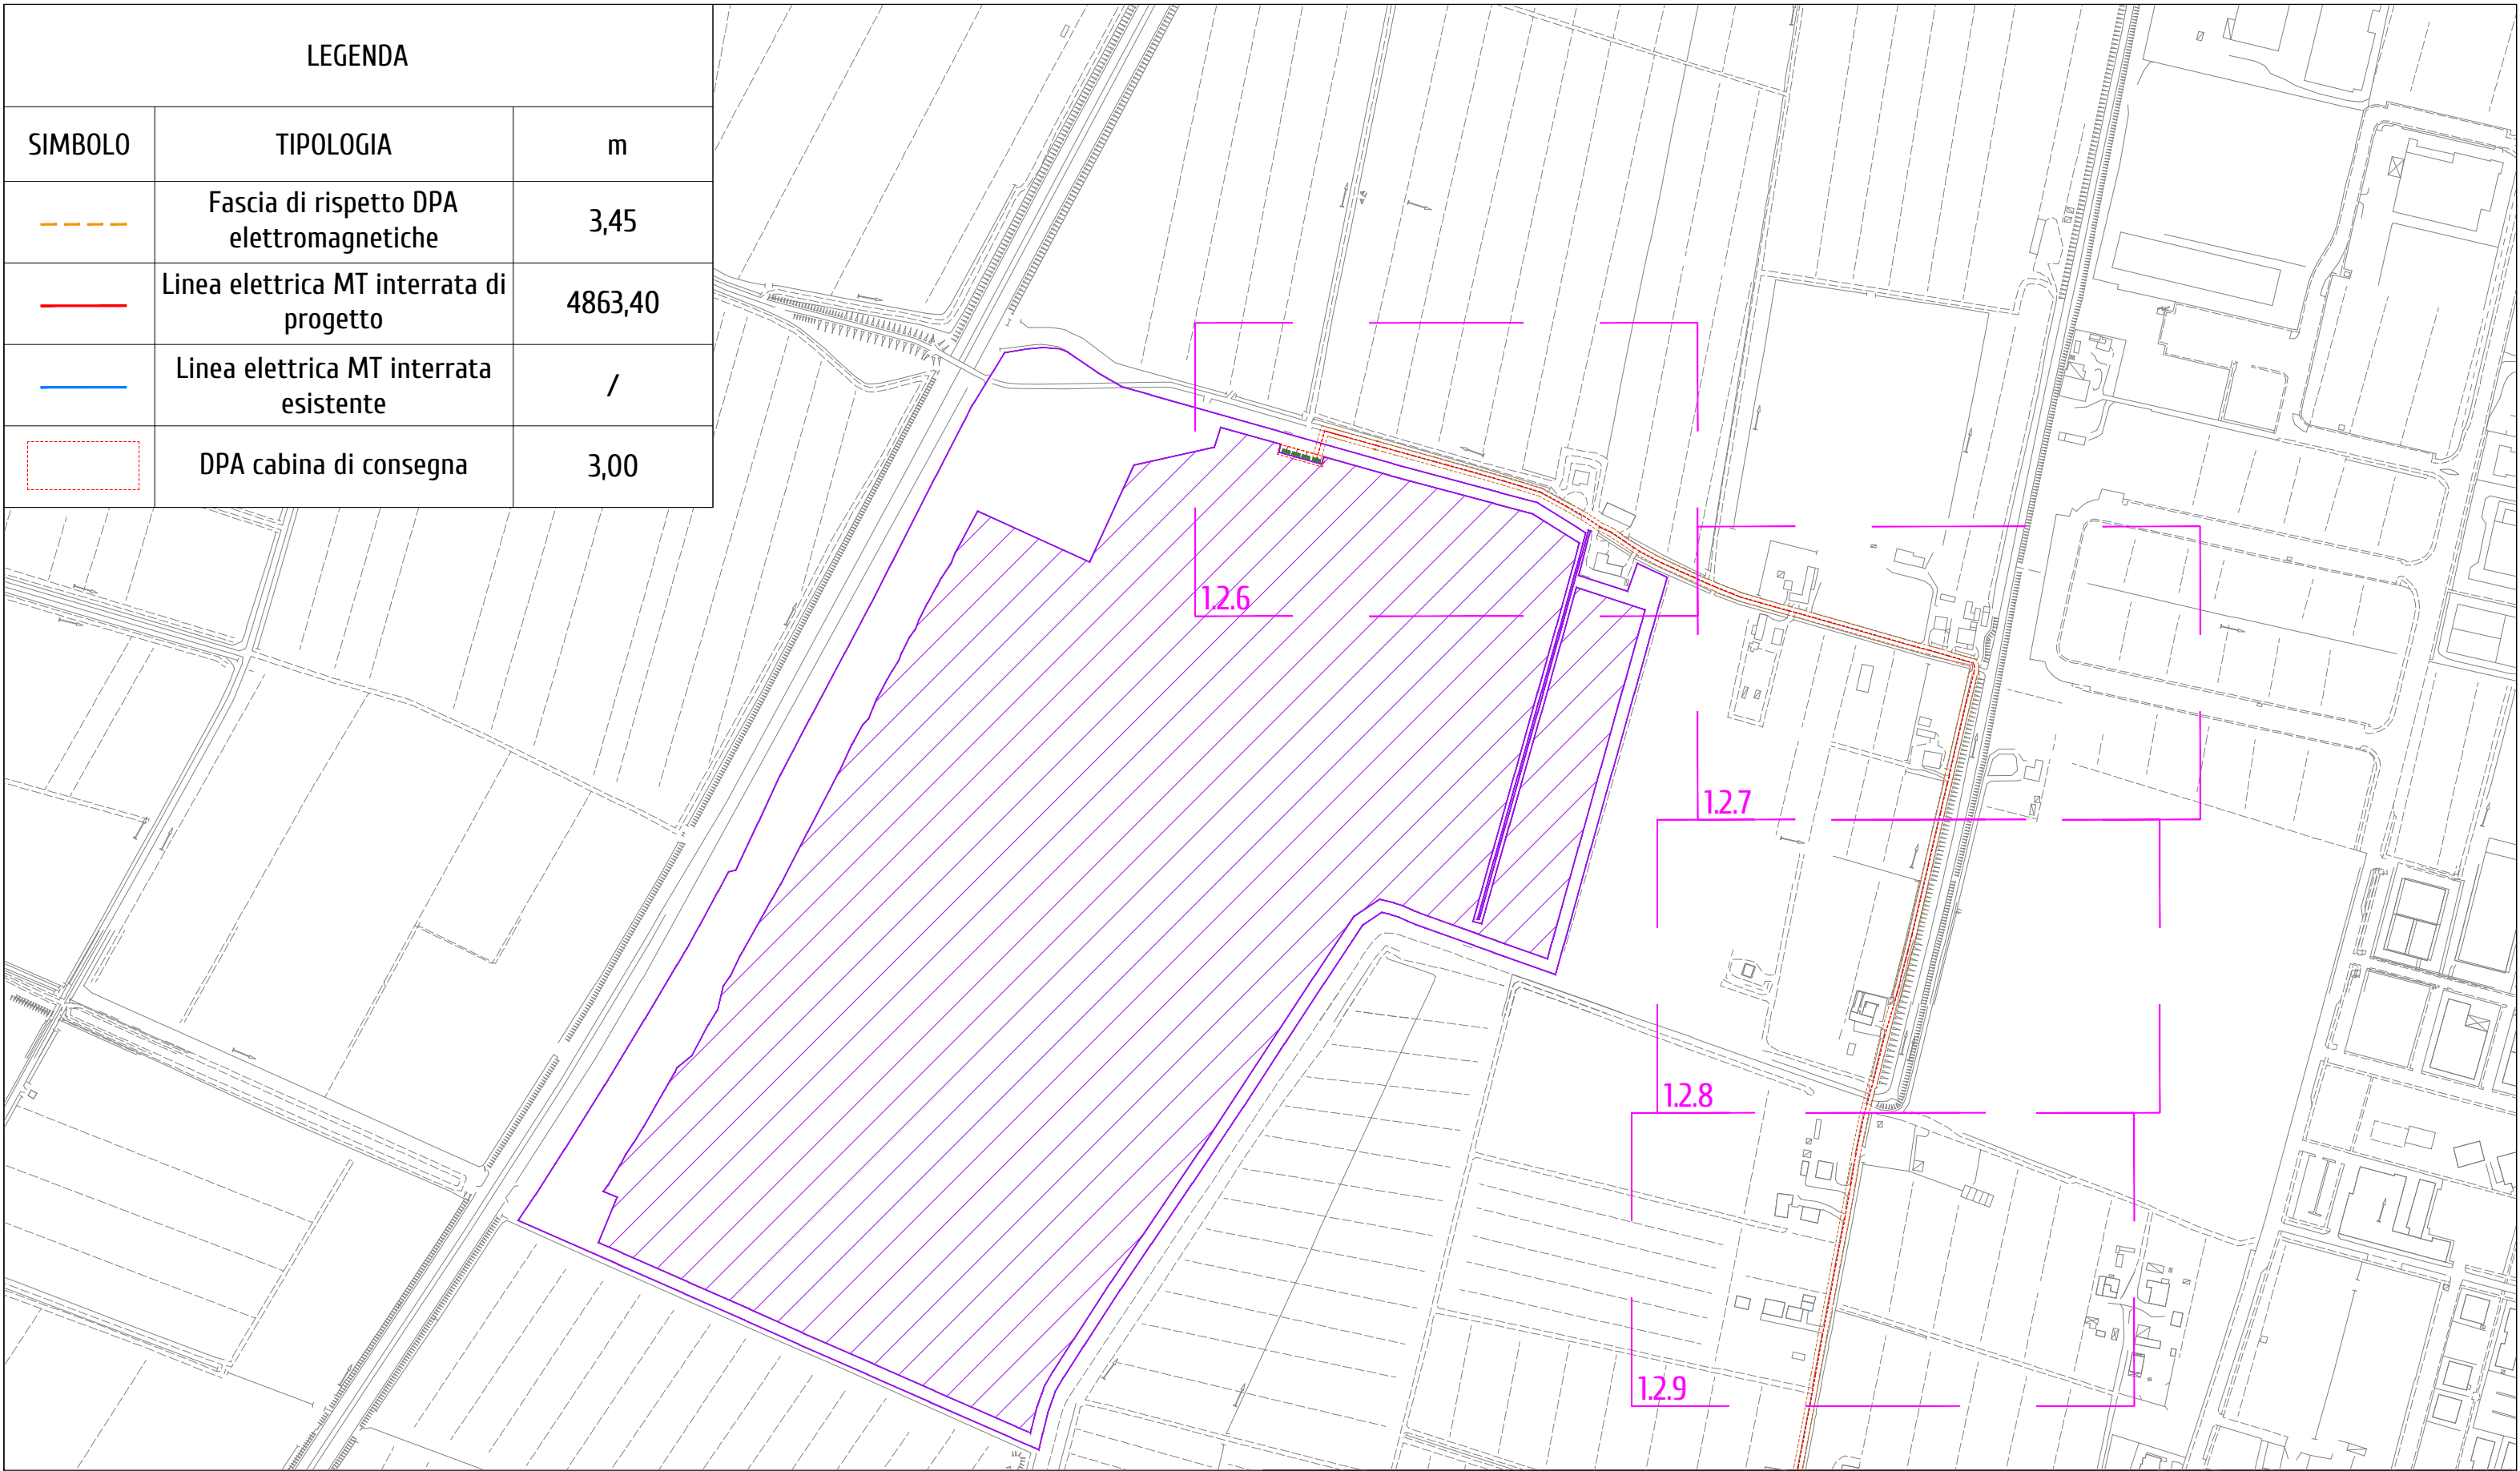 LEGENDA
SIMBOLO
TIPOLOGIA
m
Fascia di rispetto DPA
elettromagnetiche
3,45
Linea elettrica MT interrata di
progetto
4863,40
Linea elettrica MT interrata
esistente
/
DPA cabina di consegna
3,00
1.2.6
1.2.7
1.2.8
1.2.9